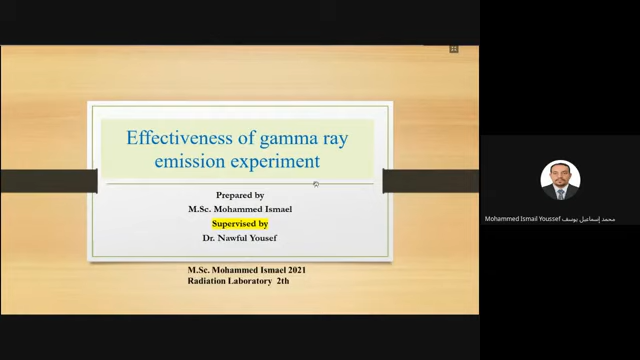 Effectiveness of gamma ray
emission experiment
Prepared by
M.Sc. Mohammed Ismael
Supervised by
Dr. Nawful Yousef
M.Sc. Mohammed Ismael 2021
Radiation Laboratory 2th
Mohammed Ismail Youssef محمد إسماعيل يوسف